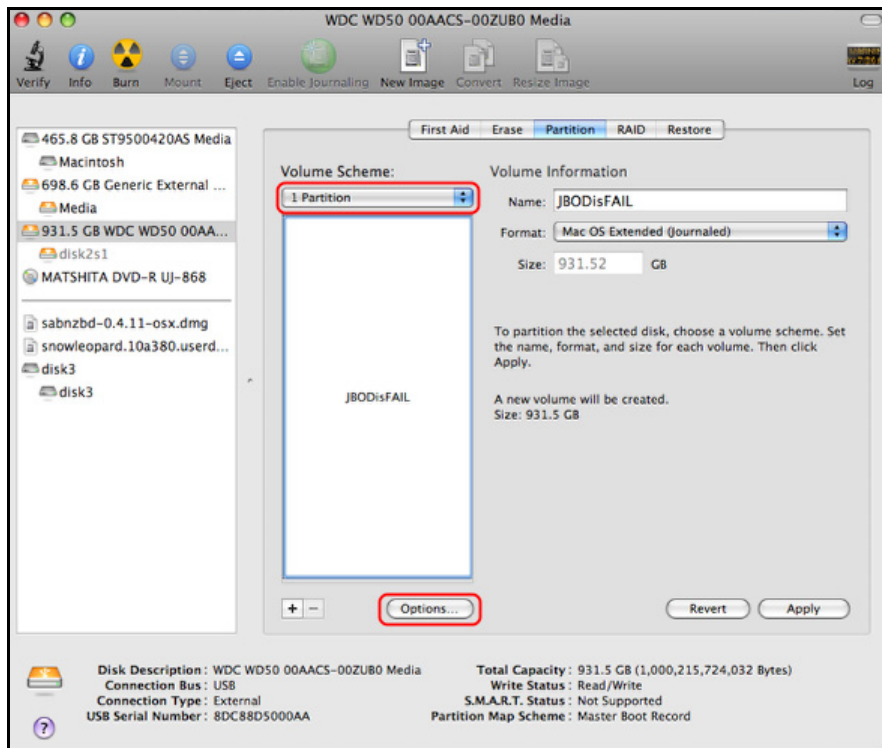 WDC WD50 00AACS-00ZUB0 Media
Verify Info Burn Mount Eject Enable Journaling New Image Convert Resize Image Log
465.8 GB ST9500420AS Media
Macintosh
698.6 GB Generic External ...
Media
931.5 GB WDC WD50 00AA...
disk2s1
MATSHITA DVD-R UJ-868
sabnzbd-0.4.11-osx.dmg
snowleopard.10a380.userd...
disk3
disk3
First Aid Erase Partition RAID Restore
Volume Scheme:
1 Partition
JBODisFAIL
+ -
Options...
Volume Information
Name: JBODisFAIL
Format: Mac OS Extended (Journaled)
Size: 931.52 GB
To partition the selected disk, choose a volume scheme. Set
the name, format, and size for each volume. Then click
Apply.
A new volume will be created.
Size: 931.5 GB
Revert Apply
Disk Description : WDC WD50 00AACS-00ZUB0 Media
Connection Bus : USB
Connection Type : External
USB Serial Number : 8DC88D5000AA
Total Capacity : 931.5 GB (1,000,215,724,032 Bytes)
Write Status : Read/Write
S.M.A.R.T. Status : Not Supported
Partition Map Scheme : Master Boot Record
?